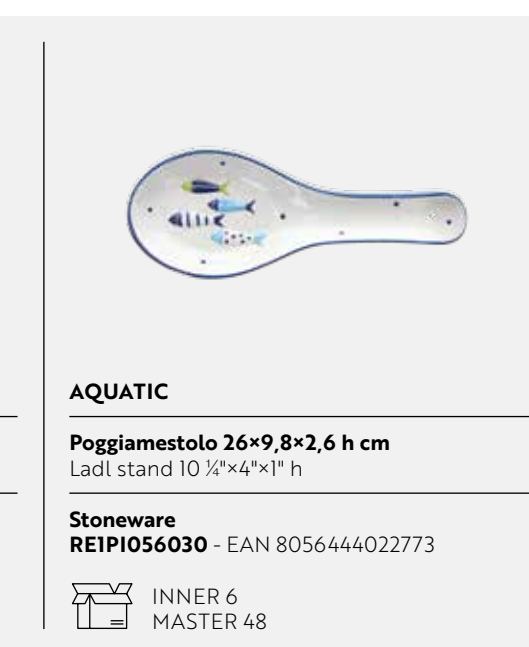 AQUATIC
Poggiamestolo 26×9,8×2,6 h cm
Ladl stand 10 ¼"×4"×1" h
Stoneware
RE1PI056030 - EAN 8056444022773
INNER 6
MASTER 48